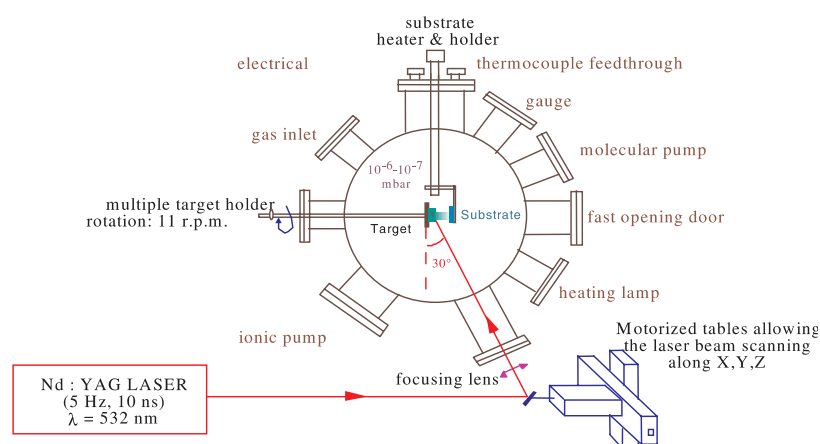 substrate
heater & holder
electrical
thermocouple feedthrough
gauge
gas inlet
molecular pump
10-6-10-7
mbar
multiple target holder
rotation: 11 r.p.m.
Target
Substrate
fast opening door
30°
heating lamp
ionic pump
Motorized tables allowing
the laser beam scanning
along X,Y,Z
focusing lens
Nd : YAG LASER
(5 Hz, 10 ns)
λ = 532 nm